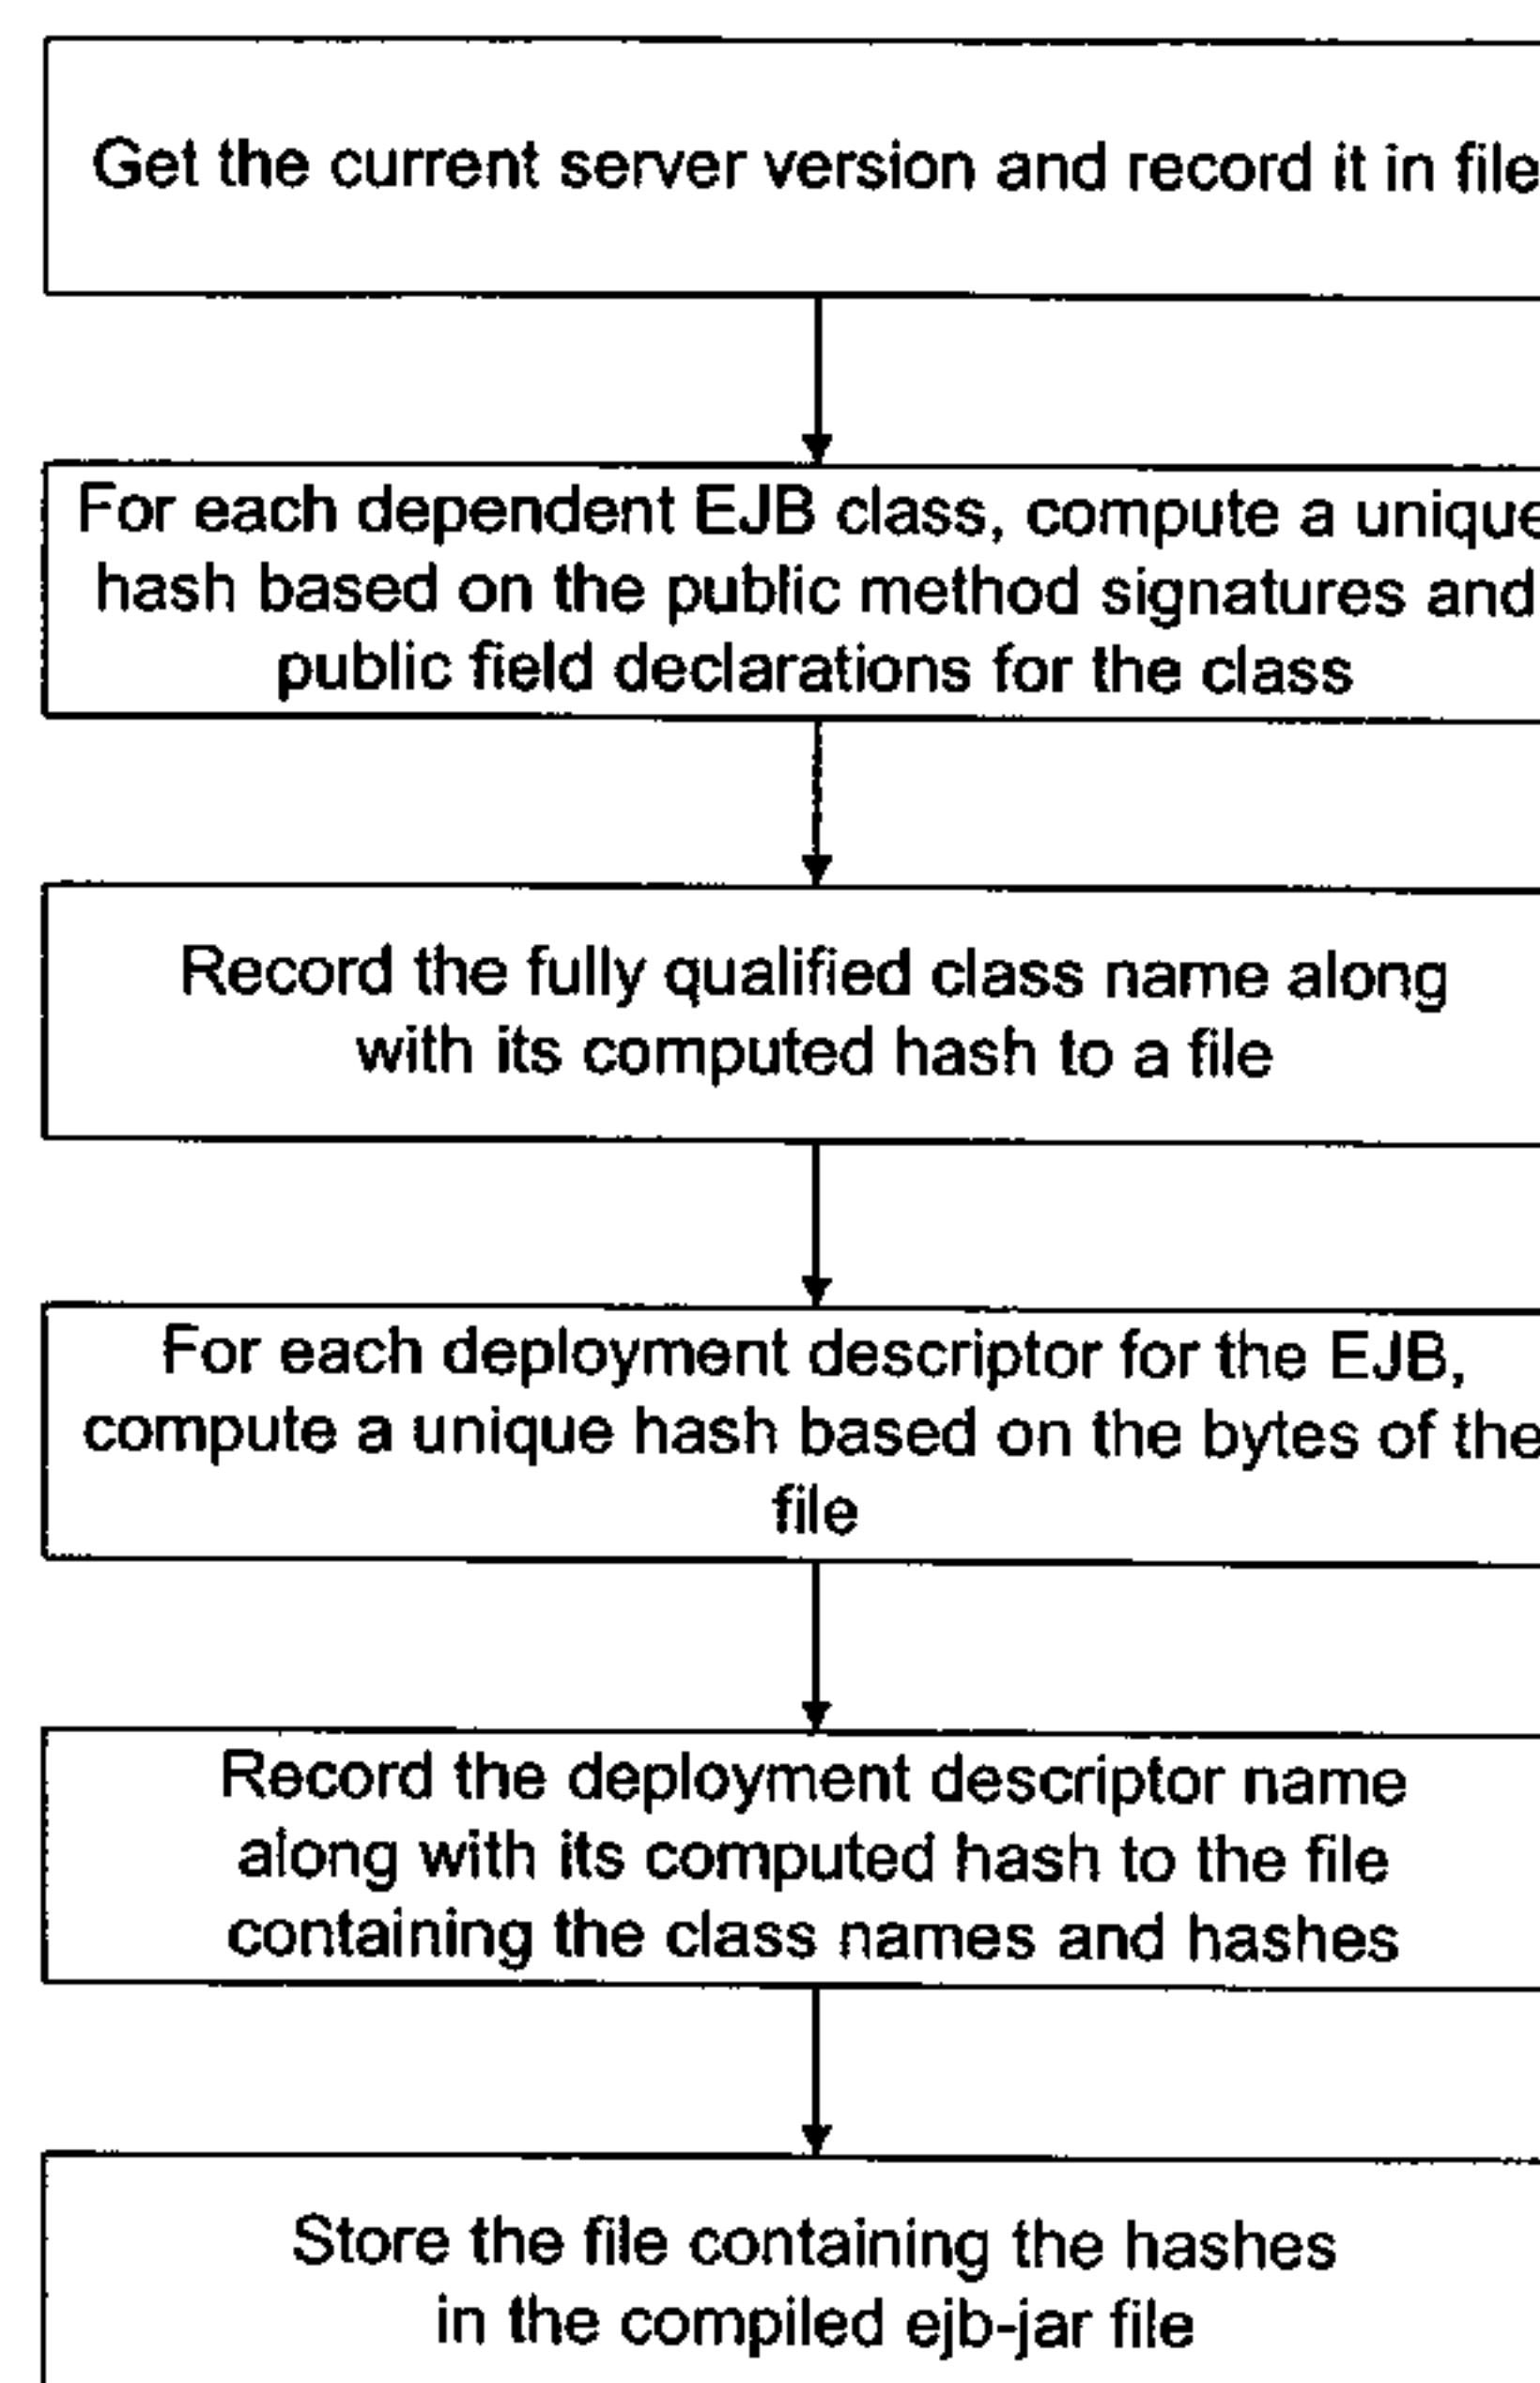 Get the current server version and record it in file
For each dependent EJB class, compute a unique
hash based on the public method signatures and
public field declarations for the class
Record the fully qualified class name along
with its computed hash to a file
For each deployment descriptor for the EJB,
compute a unique hash based on the bytes of the
file
Record the deployment descriptor name
along with its computed hash to the file
containing the class names and hashes
Store the file containing the hashes
in the compiled ejb-jar file